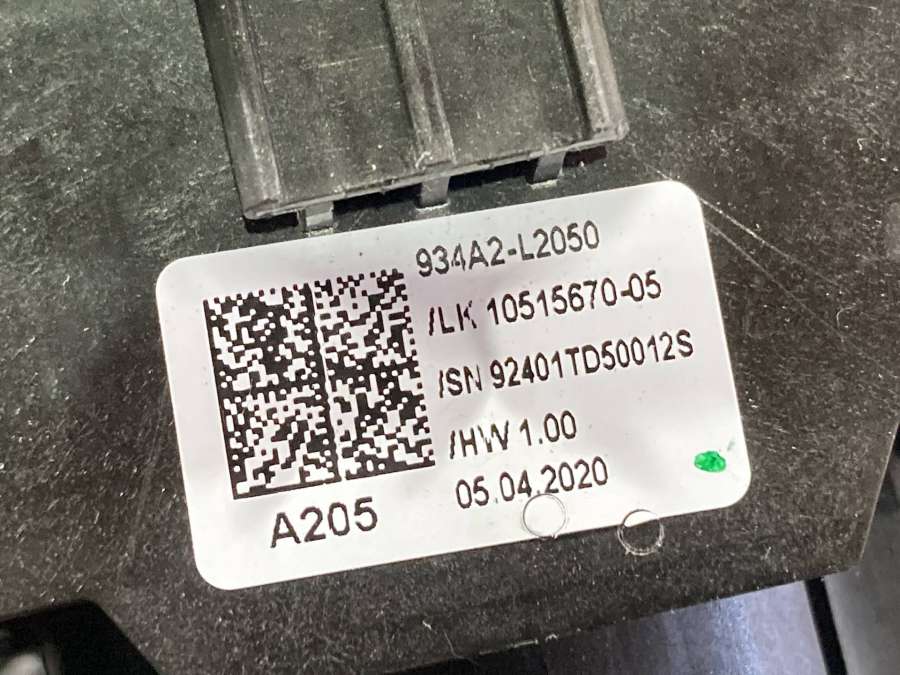 934A2-L2050
/LK 10515670-05
/SN 92401TD50012S
/HW 1.00
05.04.2020
A205